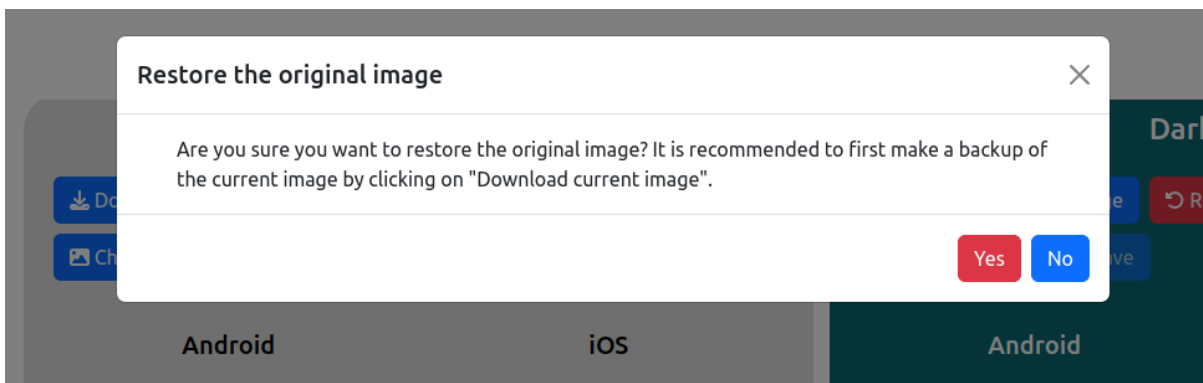 Restore the original image
Are you sure you want to restore the original image? It is recommended to first make a backup of
the current image by clicking on "Download current image".
Yes No
Android iOS Android